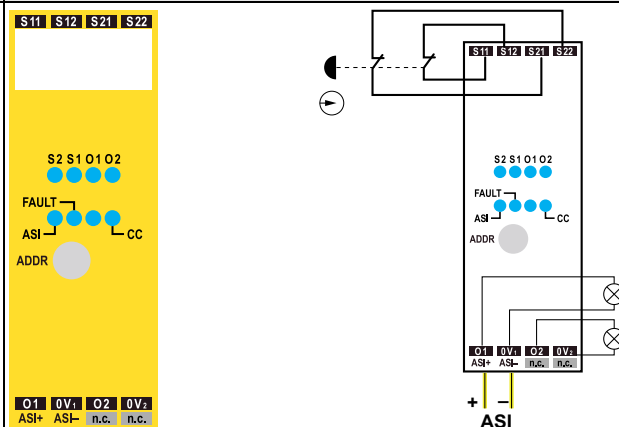 S11 S12 S21 S22
S2 S1 O1 O2
FAULT
ASI CC
ADDR
O1 0V1 O2 0V2
ASI+ ASI– n.c. n.c.
S11 S12 S21 S22
S2 S1 O1 O2
FAULT
ASI CC
ADDR
O1 0V1 O2 0V2
ASI+ ASI– n.c. n.c.
+ –
ASI